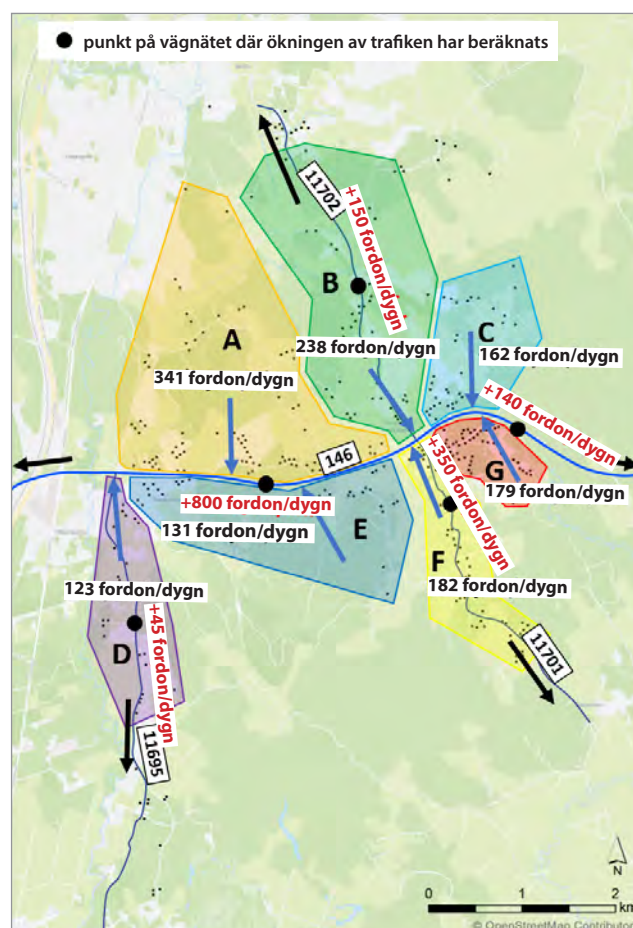 punkt på vägnätet där ökningen av trafiken har beräknats
11702
+150 fordon/dygn
B
A
C
238 fordon/dygn
162 fordon/dygn
341 fordon/dygn
+140 fordon/dygn
146
+350 fordon/dygn
G
+800 fordon/dygn
179 fordon/dygn
131 fordon/dygn
E
F
123 fordon/dygn
182 fordon/dygn
+45 fordon/dygn
D
11701
11695
N
0 1 2
km
© OpenStreetMap Contributor